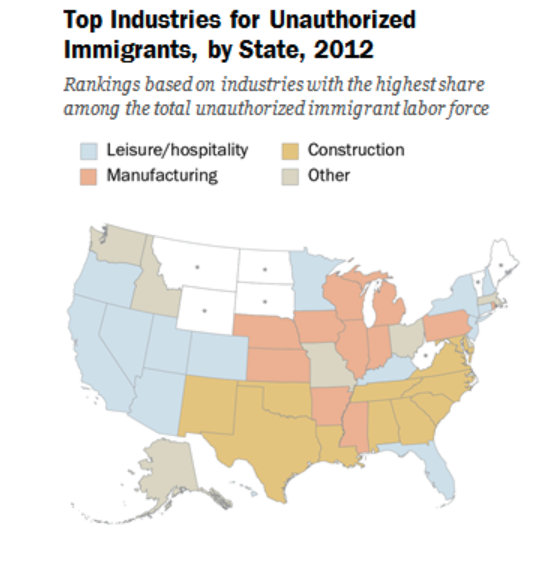 Top Industries for Unauthorized
Immigrants, by State, 2012
Rankings based on industries with the highest share
among the total unauthorized immigrant labor force
Leisure/hospitality
Construction
Manufacturing
Other